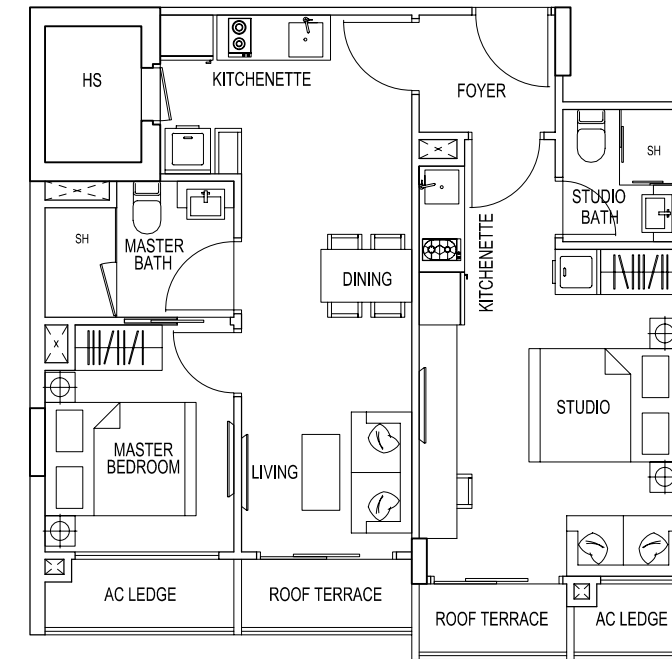 HS
KITCHENETTE
FOYER
SH
STUDIO
BATH
SH
MASTER
BATH
KITCHENETTE
DINING
STUDIO
MASTER
BEDROOM
LIVING
AC LEDGE
ROOF TERRACE
ROOF TERRACE
AC LEDGE